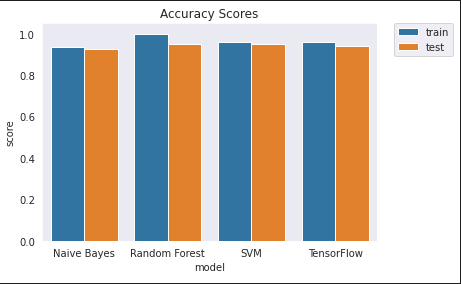 Accuracy Scores
train
test
1.0
0.8
0.6
0.4
0.2
0.0
score
Naive Bayes Random Forest SVM TensorFlow
model